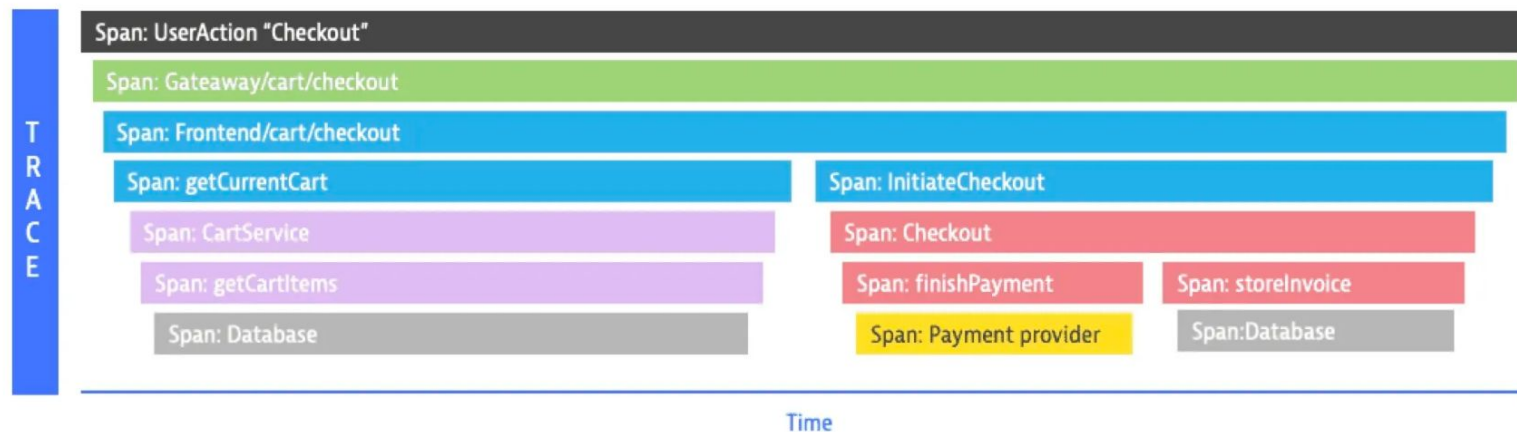 TRACE
Span: UserAction “Checkout”
Span: Gateaway/cart/checkout
Span: Frontend/cart/checkout
Span: getCurrentCart
Span: InitiateCheckout
Span: CartService
Span: Checkout
Span: getCartItems
Span: finishPayment
Span: storeInvoice
Span: Database
Span: Payment provider
Span:Database
Time